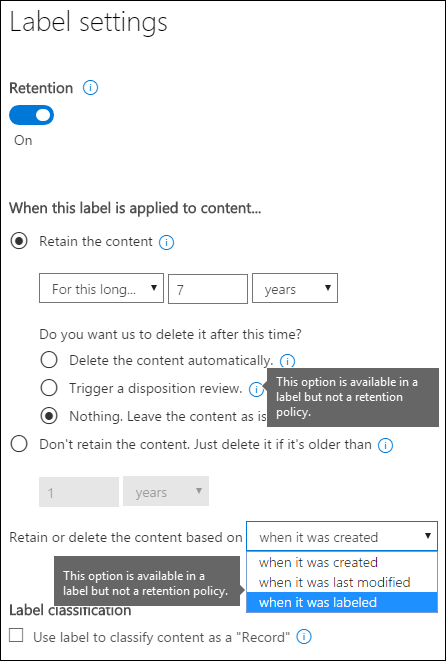 Label settings
Retention
On
When this label is applied to content...
Retain the content
For this long... 7 years
Do you want us to delete it after this time?
Delete the content automatically.
Trigger a disposition review.
This option is available in a
label but not a retention
policy.
Nothing. Leave the content as is
Don't retain the content. Just delete it if it's older than
1 years
Retain or delete the content based on when it was created
when it was created
when it was last modified
when it was labeled
This option is available in a
label but not a retention policy.
Label classification
Use label to classify content as a "Record"